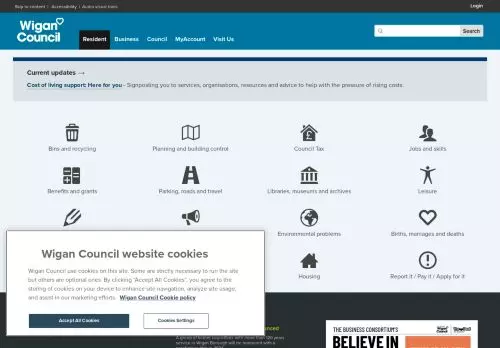 Skip to content | Accessibility | Audio visual tools
Login
Wigan
Council
Resident Business Council MyAccount Visit Us
Search
Current updates →
Cost of living support: Here for you - Signposting you to services, organisations, resources and advice to help with the pressure of rising costs.
Bins and recycling
Planning and building control
Council Tax
Jobs and skills
Benefits and grants
Parking, roads and travel
Libraries, museums and archives
Leisure
Environmental problems
Births, marriages and deaths
Housing
Report it / Pay it / Apply for it
Wigan Council website cookies
Wigan Council use cookies on this site. Some are strictly necessary to run the site
but others are optional ones. By clicking "Accept All Cookies", you agree to the
storing of cookies on your device to enhance site navigation, analyze site usage,
and assist in our marketing efforts. Wigan Council Cookie policy
Accept All Cookies
Cookies Settings
THE BUSINESS CONSORTIUM'S
BELIEVE IN